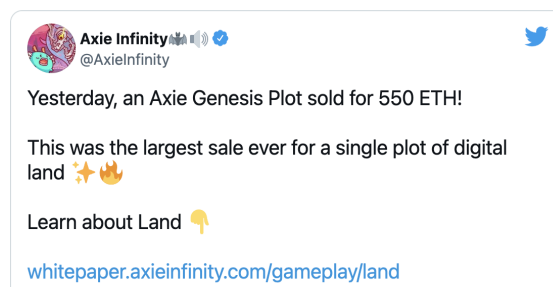 Axie Infinity🦇🔊
@AxieInfinity
Yesterday, an Axie Genesis Plot sold for 550 ETH!
This was the largest sale ever for a single plot of digital
land ✨🔥
Learn about Land 👇
whitepaper.axieinfinity.com/gameplay/land